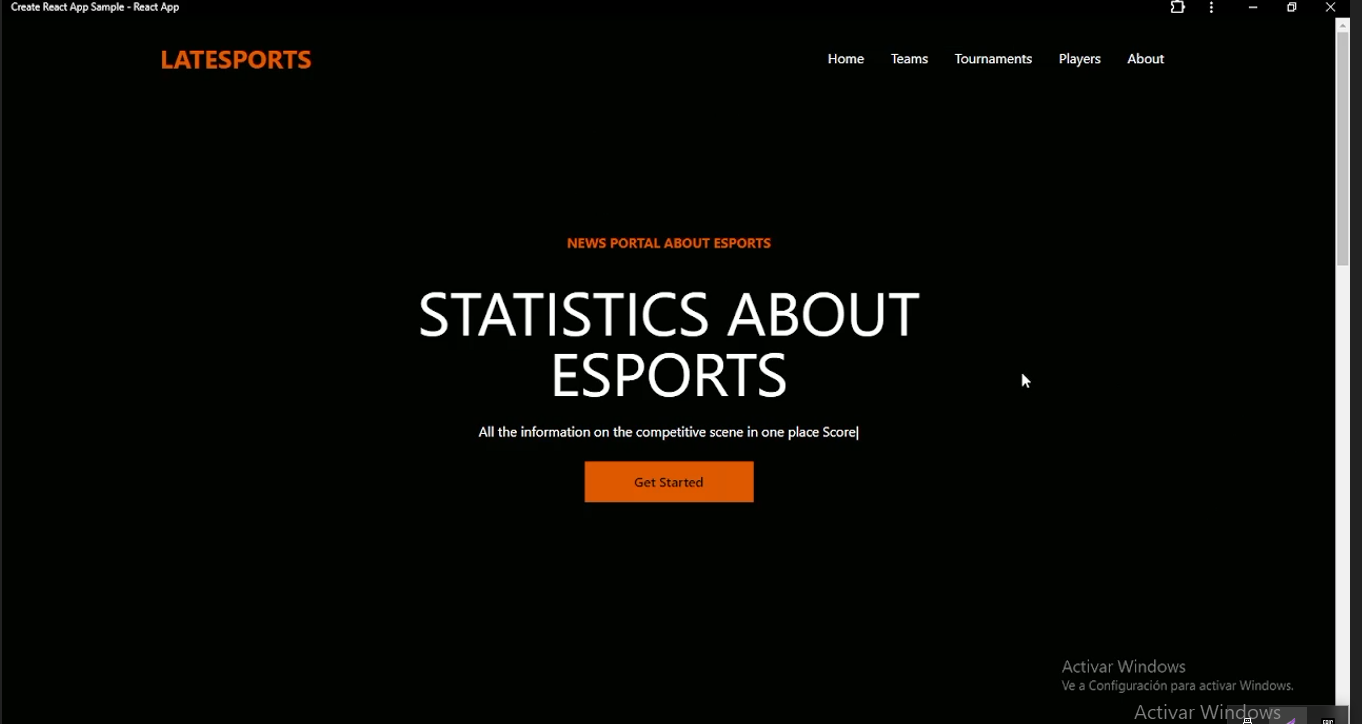 Create React App Sample - React App
LATESPORTS
Home Teams Tournaments Players About
NEWS PORTAL ABOUT ESPORTS
STATISTICS ABOUT
ESPORTS
All the information on the competitive scene in one place Score|
Get Started
Activar Windows
Ve a Configuración para activar Windows.
Activar Windows